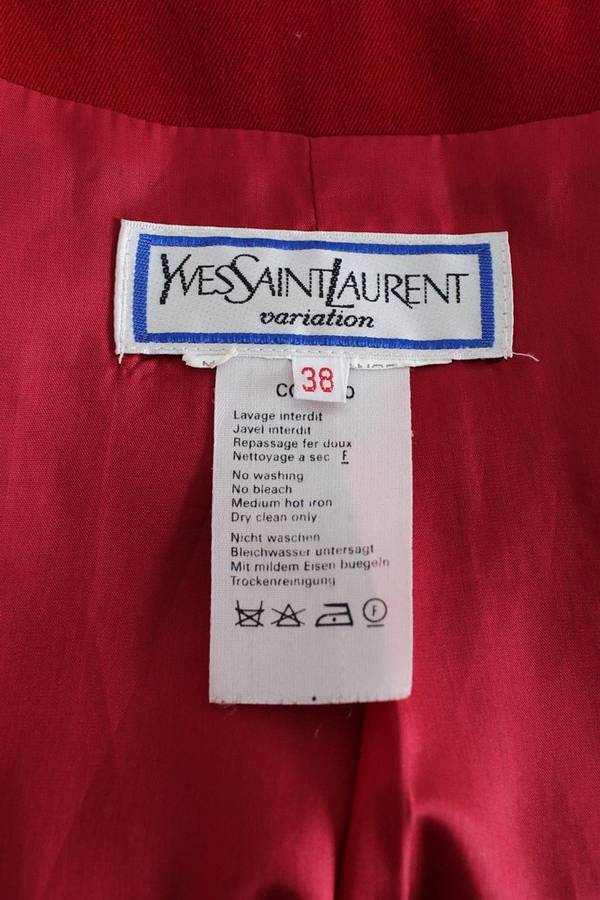 YVESSAINTLAURENT
variation
38
Lavage interdit
Javel interdit
Repassage fer doux
Nettoyage a sec F
No washing
No bleach
Medium hot iron
Dry clean only
Nicht waschen
Bleichwasser untersagt
Mit mildem Eisen buegeln
Trockenreinigung
F